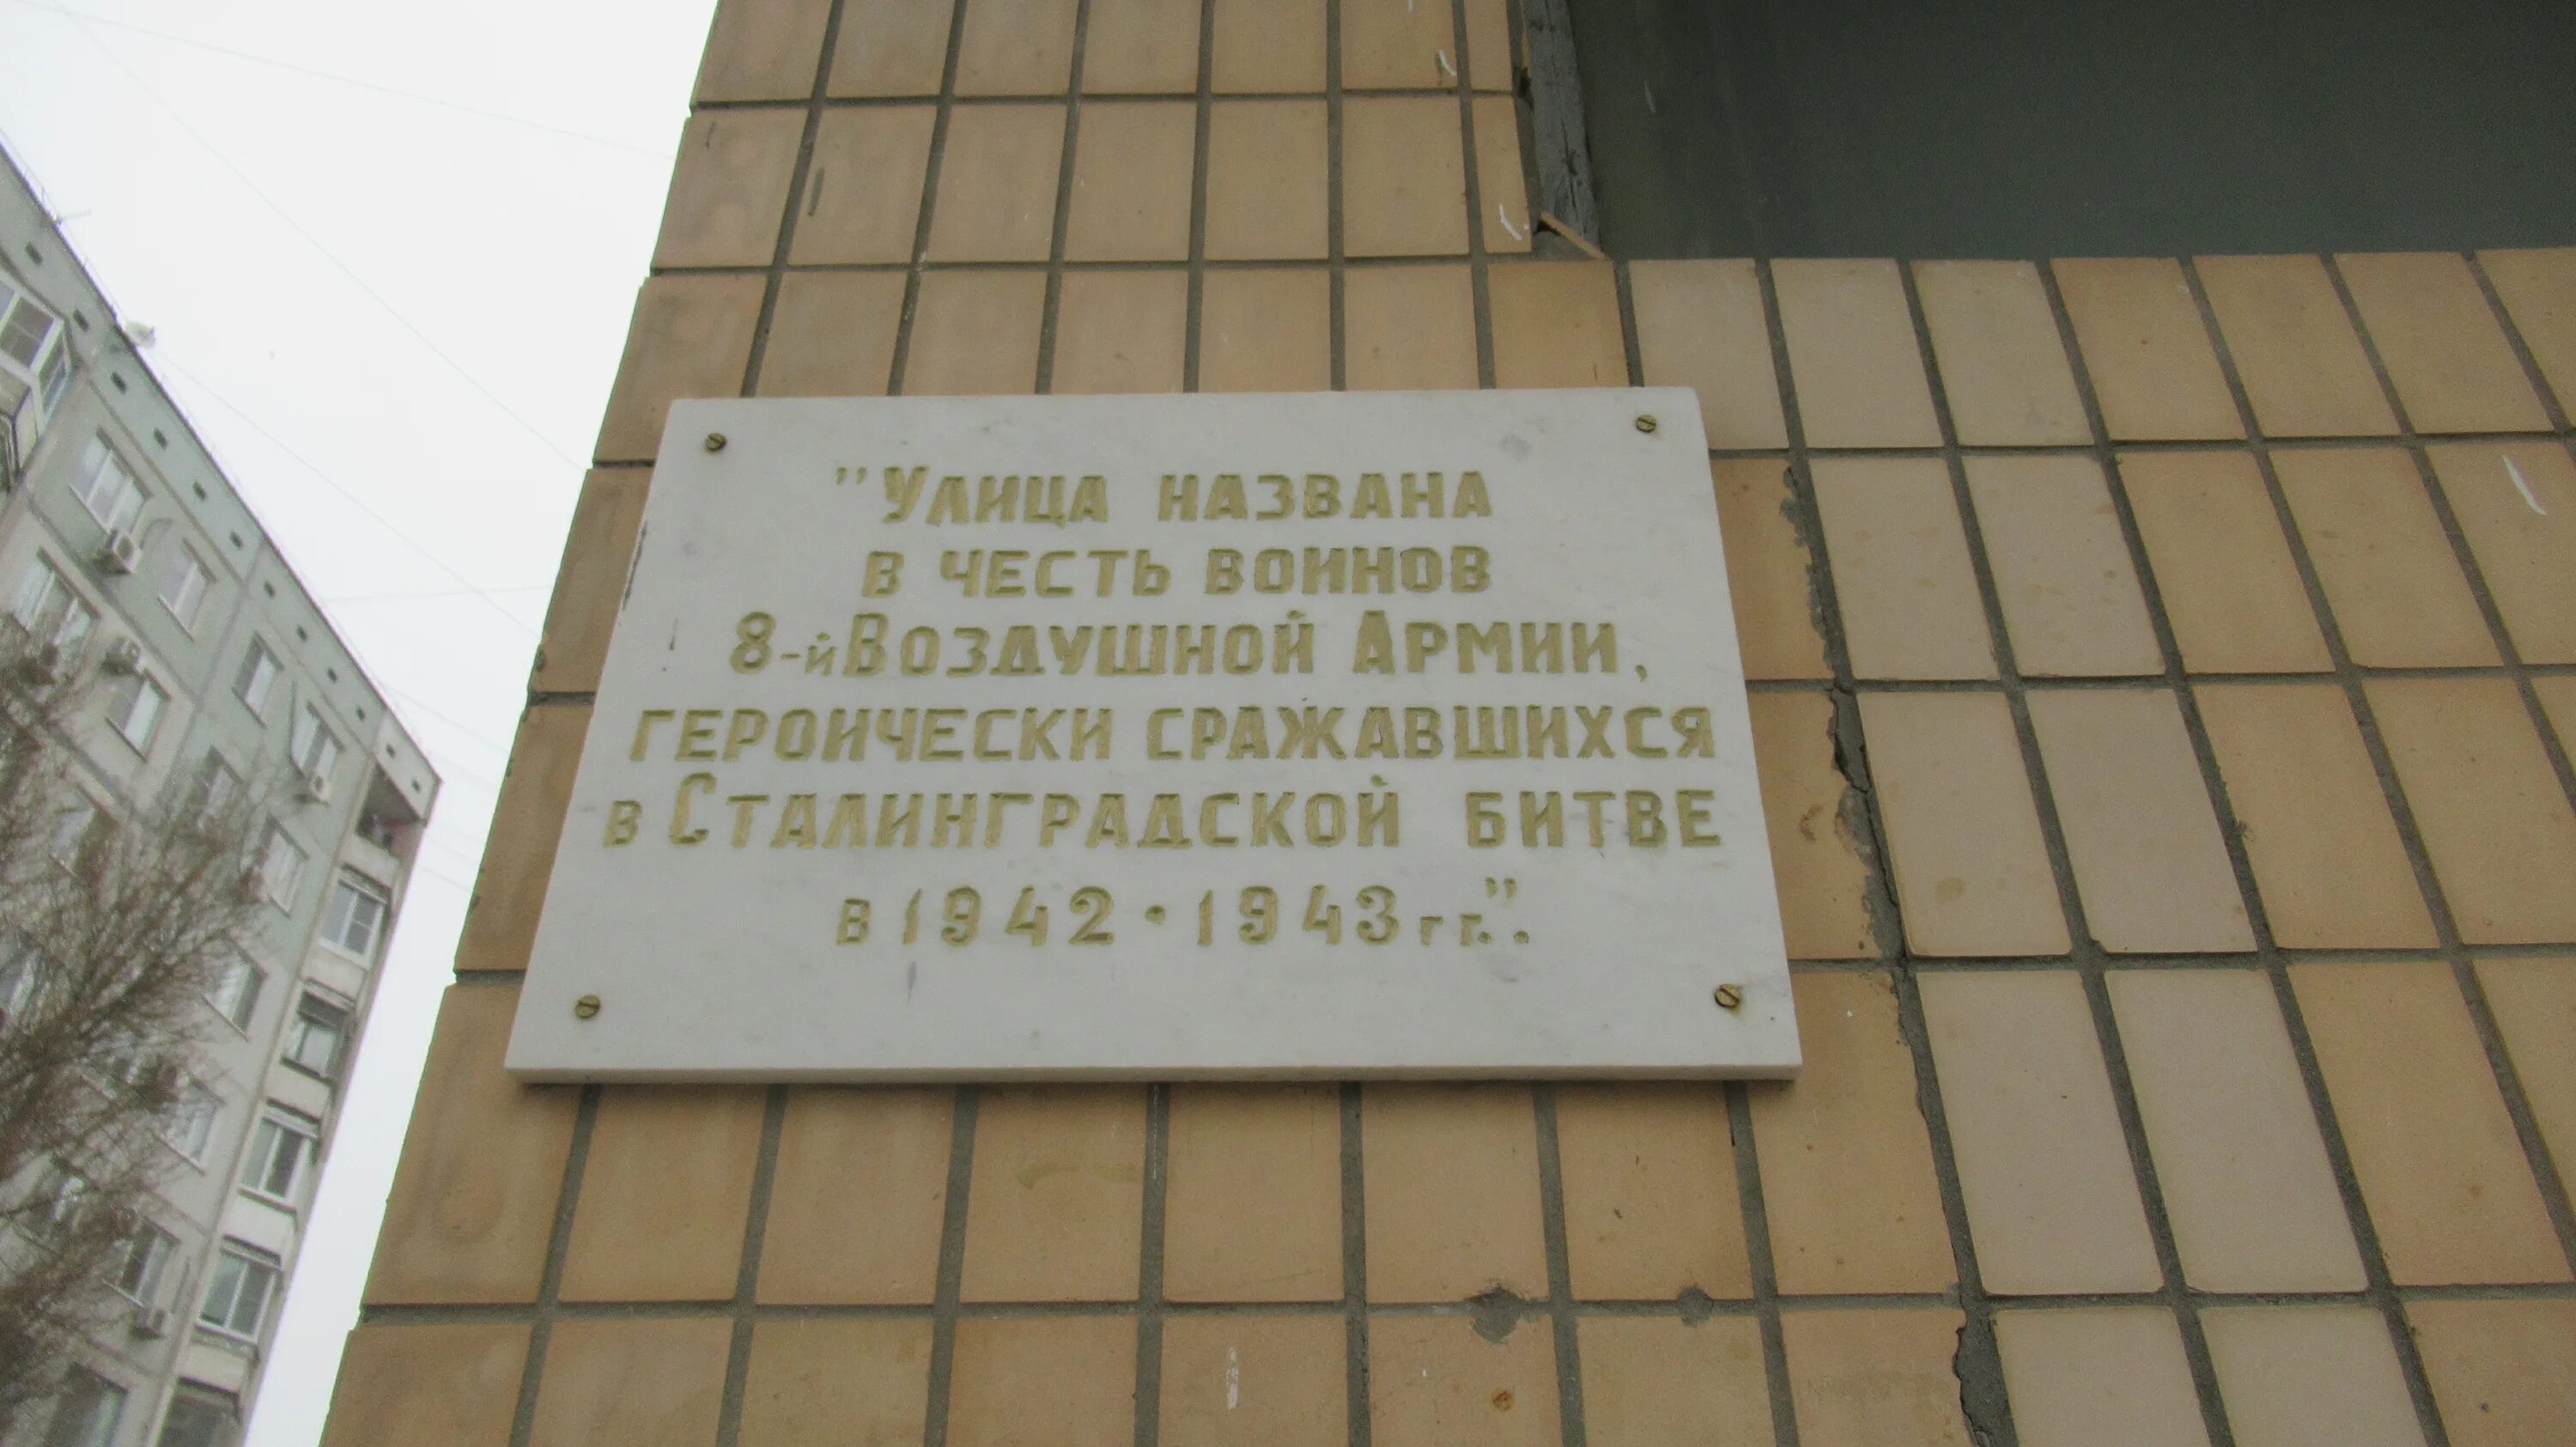 "Улица названа
в честь воинов
8-й Воздушной Армии,
героически сражавшихся
в Сталинградской битве
в 1942·1943 гг.".